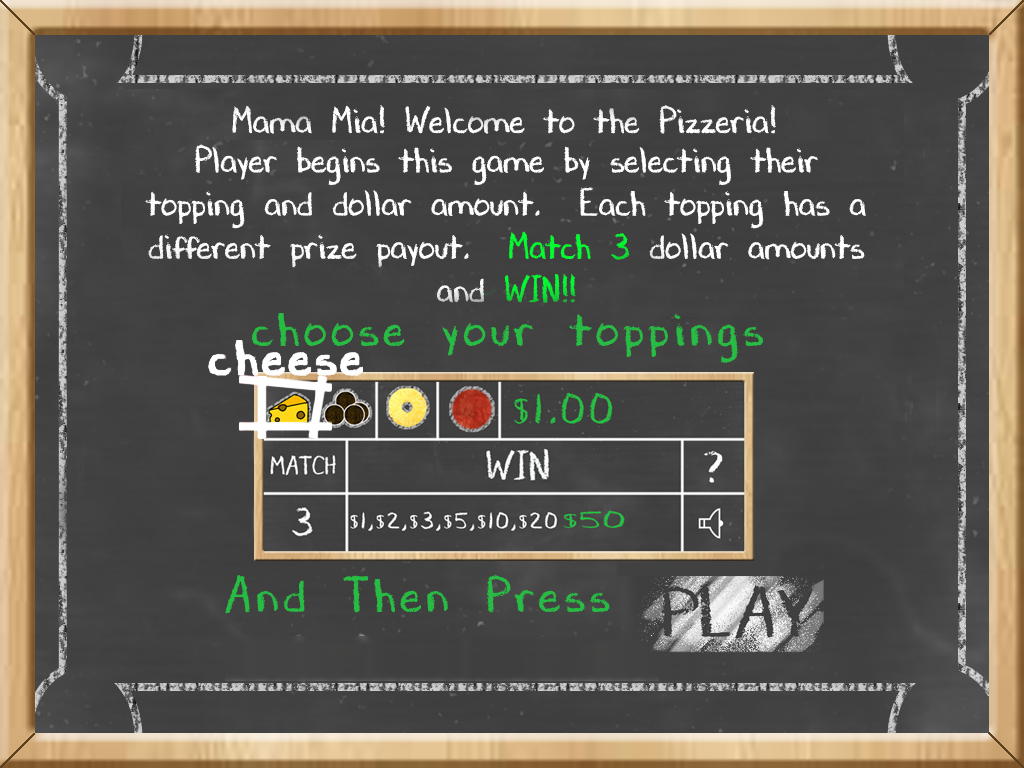 Mama Mia! Welcome to the Pizzeria!
Player begins this game by selecting their
topping and dollar amount. Each topping has a
different prize payout. Match 3 dollar amounts
and WIN!!
choose your toppings
cheese
$1.00
MATCH WIN ?
3 $1,$2,$3,$5,$10,$20 $50
And Then Press PLAY